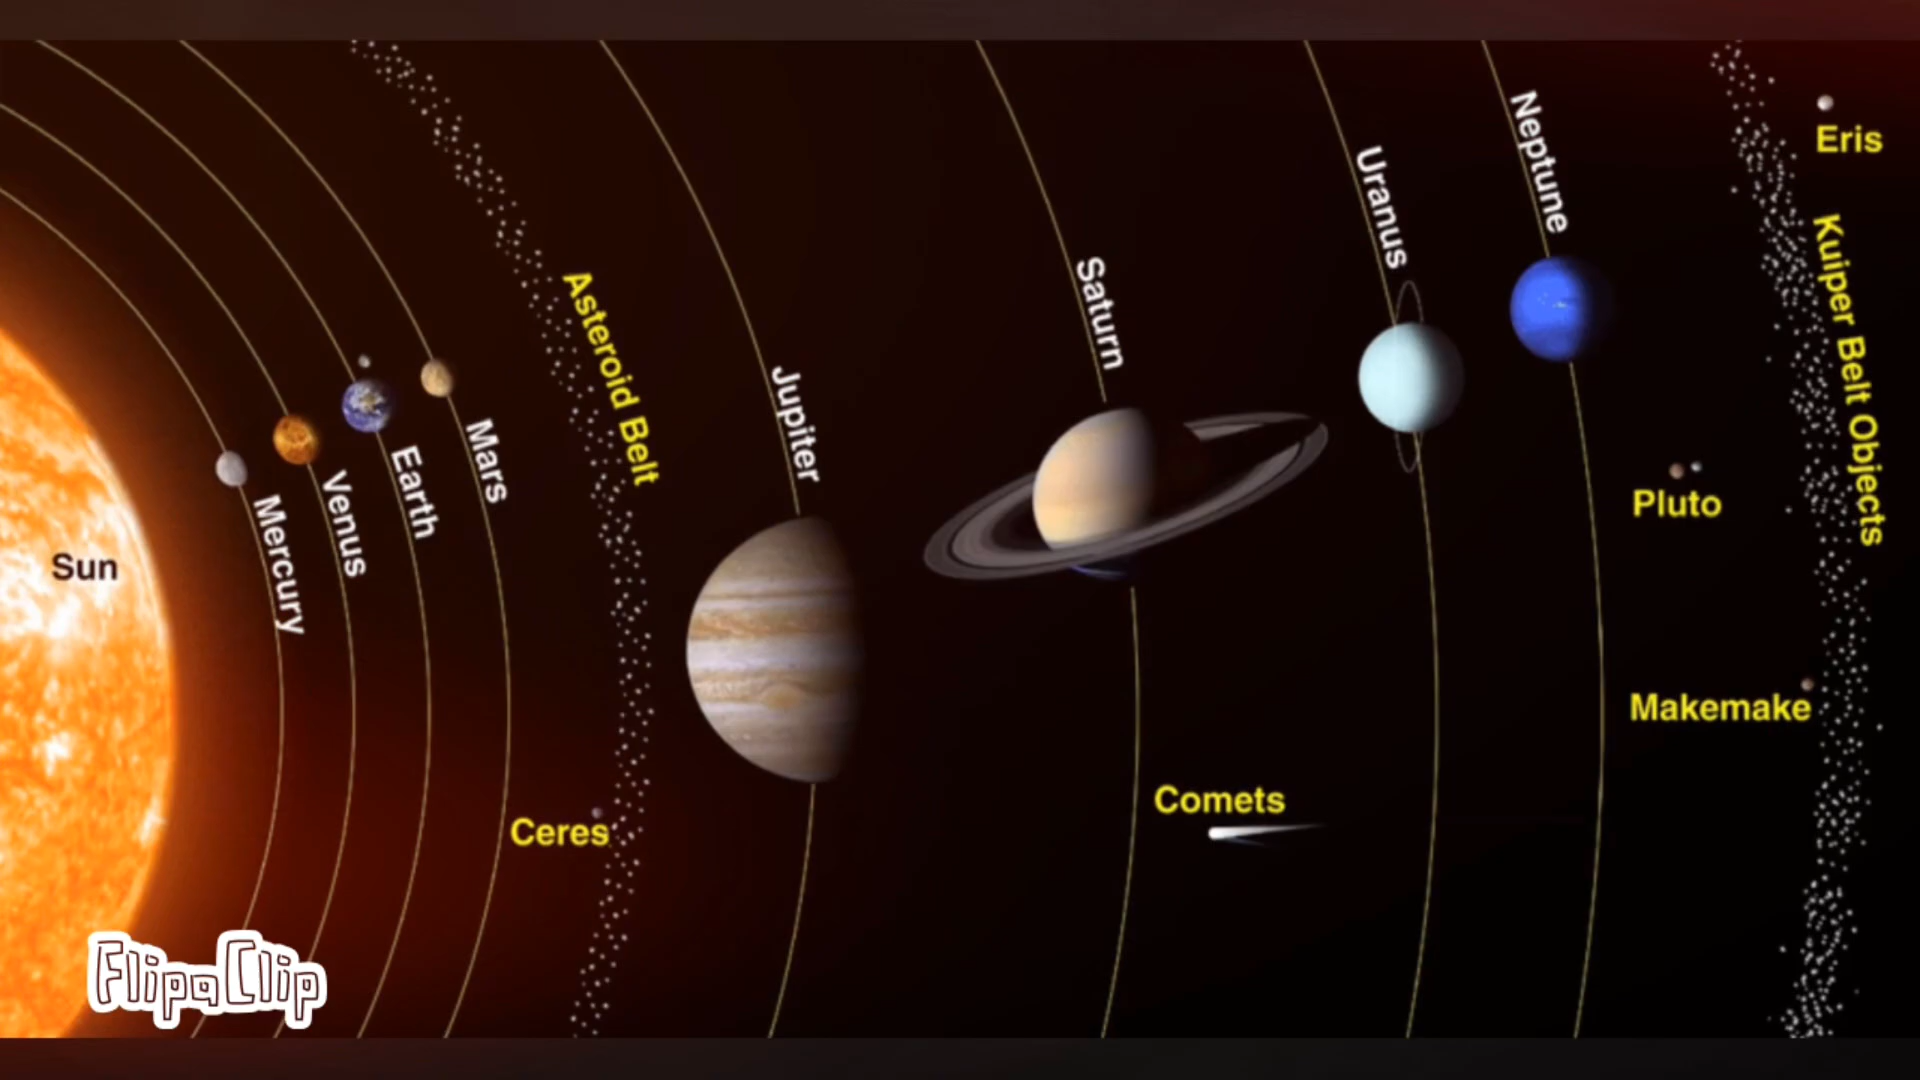 Sun
Mercury
Venus
Earth
Mars
Asteroid Belt
Ceres
Jupiter
Saturn
Comets
Uranus
Neptune
Pluto
Makemake
Eris
Kuiper Belt Objects
FlipaClip